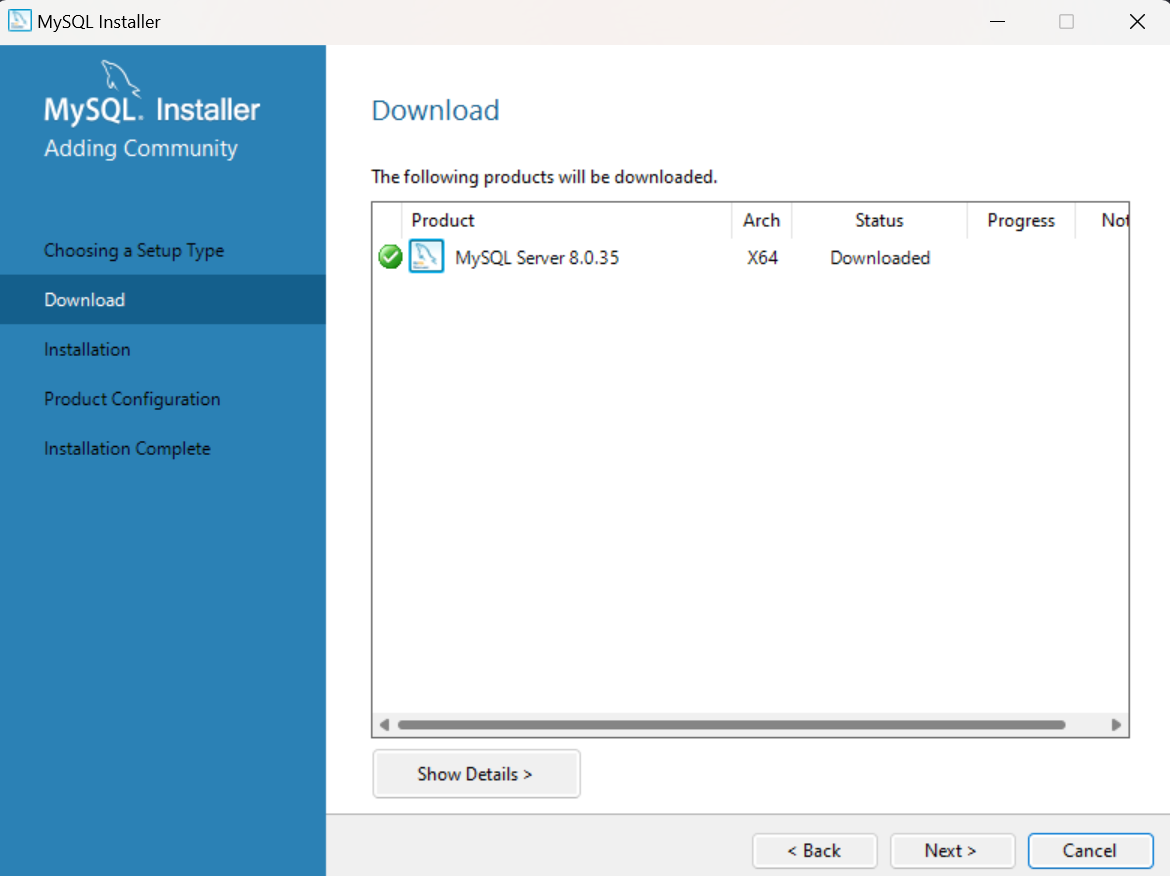 MySQL Installer
MySQL. Installer
Adding Community
Choosing a Setup Type
Download
Installation
Product Configuration
Installation Complete
Download
The following products will be downloaded.
Product Arch Status Progress Not
MySQL Server 8.0.35 X64 Downloaded
Show Details >
< Back Next > Cancel